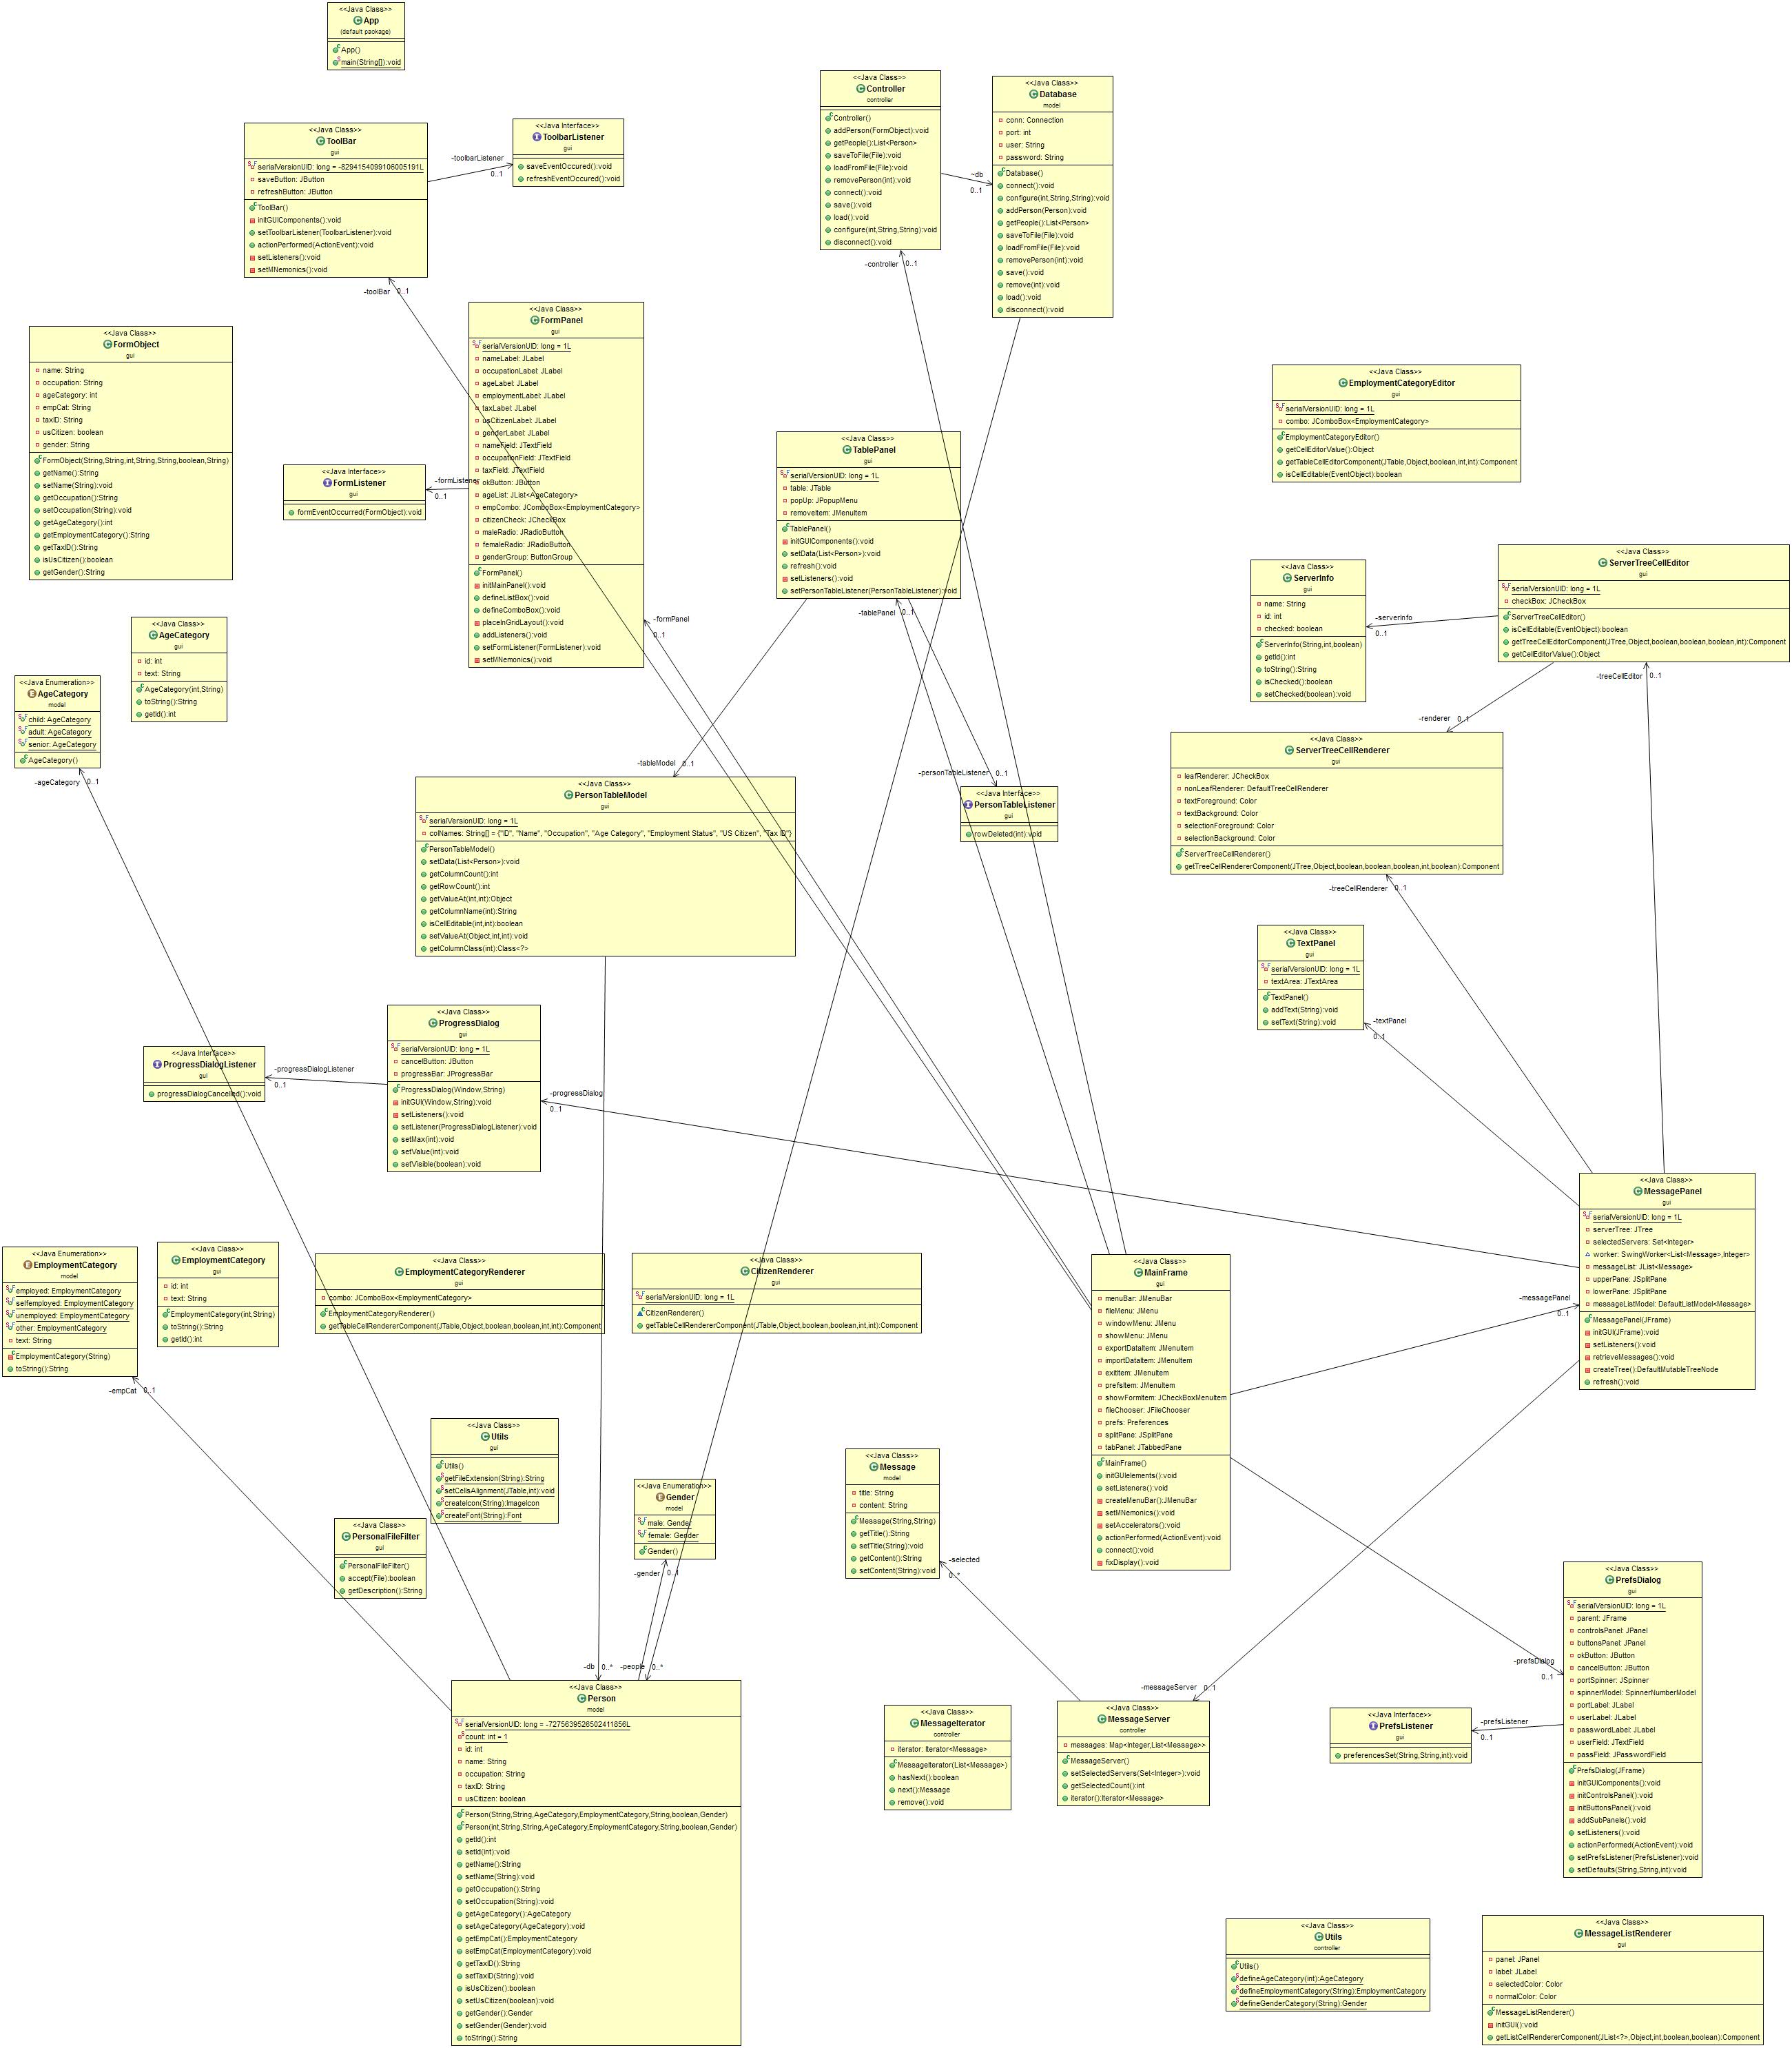 <<Java Class>>
App
(default package)
App()
main(String[]):void
<<Java Class>>
Controller
controller
Controller()
addPerson(FormObject):void
getPeople():List<Person>
saveToFile(File):void
loadFromFile(File):void
removePerson(int):void
connect():void
save():void
load():void
configure(int,String,String):void
disconnect():void
~db
0..1
<<Java Class>>
Database
model
conn: Connection
port: int
user: String
password: String
Database()
connect():void
configure(int,String,String):void
addPerson(Person):void
getPeople():List<Person>
saveToFile(File):void
loadFromFile(File):void
removePerson(int):void
save():void
remove(int):void
load():void
disconnect():void
<<Java Class>>
ToolBar
gui
serialVersionUID: long = -8294154099106005191L
saveButton: JButton
refreshButton: JButton
ToolBar()
initGUIComponents():void
setToolbarListener(ToolbarListener):void
actionPerformed(ActionEvent):void
setListeners():void
setMNemonics():void
-toolbarListener
0..1
<<Java Interface>>
ToolbarListener
gui
saveEventOccured():void
refreshEventOccured():void
-toolBar
0..1
-controller
0..1
<<Java Class>>
FormObject
gui
name: String
occupation: String
ageCategory: int
empCat: String
taxID: String
usCitizen: boolean
gender: String
FormObject(String,String,int,String,String,boolean,String)
getName():String
setName(String):void
getOccupation():String
setOccupation(String):void
getAgeCategory():int
getEmploymentCategory():String
getTaxID():String
isUsCitizen():boolean
getGender():String
<<Java Interface>>
FormListener
gui
formEventOccurred(FormObject):void
-formListener
0..1
<<Java Class>>
FormPanel
gui
serialVersionUID: long = 1L
nameLabel: JLabel
occupationLabel: JLabel
ageLabel: JLabel
employmentLabel: JLabel
taxLabel: JLabel
usCitizenLabel: JLabel
genderLabel: JLabel
nameField: JTextField
occupationField: JTextField
taxField: JTextField
okButton: JButton
ageList: JList<AgeCategory>
empCombo: JComboBox<EmploymentCategory>
citizenCheck: JCheckBox
maleRadio: JRadioButton
femaleRadio: JRadioButton
genderGroup: ButtonGroup
FormPanel()
initMainPanel():void
defineListBox():void
defineComboBox():void
placeInGridLayout():void
addListeners():void
setFormListener(FormListener):void
setMNemonics():void
-formPanel
0..1
<<Java Class>>
TablePanel
gui
serialVersionUID: long = 1L
table: JTable
popUp: JPopupMenu
removeItem: JMenuItem
TablePanel()
initGUIComponents():void
setData(List<Person>):void
refresh():void
setListeners():void
setPersonTableListener(PersonTableListener):void
-tablePanel
0..1
<<Java Class>>
EmploymentCategoryEditor
gui
serialVersionUID: long = 1L
combo: JComboBox<EmploymentCategory>
EmploymentCategoryEditor()
getCellEditorValue():Object
getTableCellEditorComponent(JTable,Object,boolean,int,int):Component
isCellEditable(EventObject):boolean
<<Java Class>>
ServerInfo
gui
name: String
id: int
checked: boolean
ServerInfo(String,int,boolean)
getId():int
toString():String
isChecked():boolean
setChecked(boolean):void
-serverInfo
0..1
<<Java Class>>
ServerTreeCellEditor
gui
serialVersionUID: long = 1L
checkBox: JCheckBox
ServerTreeCellEditor()
isCellEditable(EventObject):boolean
getTreeCellEditorComponent(JTree,Object,boolean,boolean,boolean,int):Component
getCellEditorValue():Object
-treeCellEditor
0..1
-renderer
0..1
<<Java Class>>
AgeCategory
gui
id: int
text: String
AgeCategory(int,String)
toString():String
getId():int
<<Java Enumeration>>
AgeCategory
model
child: AgeCategory
adult: AgeCategory
senior: AgeCategory
AgeCategory()
-ageCategory
0..1
-tableModel
0..1
<<Java Class>>
PersonTableModel
gui
serialVersionUID: long = 1L
colNames: String[] = {"ID", "Name", "Occupation", "Age Category", "Employment Status", "US Citizen", "Tax ID"}
PersonTableModel()
setData(List<Person>):void
getColumnCount():int
getRowCount():int
getValueAt(int,int):Object
getColumnName(int):String
isCellEditable(int,int):boolean
setValueAt(Object,int,int):void
getColumnClass(int):Class<?>
-personTableListener
0..1
<<Java Interface>>
PersonTableListener
gui
rowDeleted(int):void
<<Java Class>>
ServerTreeCellRenderer
gui
leafRenderer: JCheckBox
nonLeafRenderer: DefaultTreeCellRenderer
textForeground: Color
textBackground: Color
selectionForeground: Color
selectionBackground: Color
ServerTreeCellRenderer()
getTreeCellRendererComponent(JTree,Object,boolean,boolean,boolean,int,boolean):Component
-treeCellRenderer
0..1
<<Java Class>>
TextPanel
gui
serialVersionUID: long = 1L
textArea: JTextArea
TextPanel()
addText(String):void
setText(String):void
-textPanel
0..1
<<Java Interface>>
ProgressDialogListener
gui
progressDialogCancelled():void
-progressDialogListener
0..1
<<Java Class>>
ProgressDialog
gui
serialVersionUID: long = 1L
cancelButton: JButton
progressBar: JProgressBar
ProgressDialog(Window,String)
initGUI(Window,String):void
setListeners():void
setListener(ProgressDialogListener):void
setMax(int):void
setValue(int):void
setVisible(boolean):void
-progressDialog
0..1
<<Java Class>>
MessagePanel
gui
serialVersionUID: long = 1L
serverTree: JTree
selectedServers: Set<Integer>
worker: SwingWorker<List<Message>,Integer>
messageList: JList<Message>
upperPane: JSplitPane
lowerPane: JSplitPane
messageListModel: DefaultListModel<Message>
MessagePanel(JFrame)
initGUI(JFrame):void
setListeners():void
retrieveMessages():void
createTree():DefaultMutableTreeNode
refresh():void
-messagePanel
0..1
<<Java Enumeration>>
EmploymentCategory
model
employed: EmploymentCategory
selfemployed: EmploymentCategory
unemployed: EmploymentCategory
other: EmploymentCategory
text: String
EmploymentCategory(String)
toString():String
-empCat
0..1
<<Java Class>>
EmploymentCategory
gui
id: int
text: String
EmploymentCategory(int,String)
toString():String
getId():int
<<Java Class>>
EmploymentCategoryRenderer
gui
combo: JComboBox<EmploymentCategory>
EmploymentCategoryRenderer()
getTableCellRendererComponent(JTable,Object,boolean,boolean,int,int):Component
<<Java Class>>
CitizenRenderer
gui
serialVersionUID: long = 1L
CitizenRenderer()
getTableCellRendererComponent(JTable,Object,boolean,boolean,int,int):Component
<<Java Class>>
MainFrame
gui
menuBar: JMenuBar
fileMenu: JMenu
windowMenu: JMenu
showMenu: JMenu
exportDataItem: JMenuItem
importDataItem: JMenuItem
exitItem: JMenuItem
prefsItem: JMenuItem
showFormItem: JCheckBoxMenuItem
fileChooser: JFileChooser
prefs: Preferences
splitPane: JSplitPane
tabPanel: JTabbedPane
MainFrame()
initGUIelements():void
setListeners():void
createMenuBar():JMenuBar
setMNemonics():void
setAccelerators():void
actionPerformed(ActionEvent):void
connect():void
fixDisplay():void
<<Java Class>>
Utils
gui
Utils()
getFileExtension(String):String
setCellsAlignment(JTable,int):void
createIcon(String):ImageIcon
createFont(String):Font
<<Java Class>>
PersonalFileFilter
gui
PersonalFileFilter()
accept(File):boolean
getDescription():String
<<Java Enumeration>>
Gender
model
male: Gender
female: Gender
Gender()
-gender
0..1
<<Java Class>>
Message
model
title: String
content: String
Message(String,String)
getTitle():String
setTitle(String):void
getContent():String
setContent(String):void
-selected
0..*
-db
0..*
-people
0..*
<<Java Class>>
Person
model
serialVersionUID: long = -7275639526502411856L
count: int = 1
id: int
name: String
occupation: String
taxID: String
usCitizen: boolean
Person(String,String,AgeCategory,EmploymentCategory,String,boolean,Gender)
Person(int,String,String,AgeCategory,EmploymentCategory,String,boolean,Gender)
getId():int
setId(int):void
getName():String
setName(String):void
getOccupation():String
setOccupation(String):void
getAgeCategory():AgeCategory
setAgeCategory(AgeCategory):void
getEmpCat():EmploymentCategory
setEmpCat(EmploymentCategory):void
getTaxID():String
setTaxID(String):void
isUsCitizen():boolean
setUsCitizen(boolean):void
getGender():Gender
setGender(Gender):void
toString():String
<<Java Class>>
MessageIterator
controller
iterator: Iterator<Message>
MessageIterator(List<Message>)
hasNext():boolean
next():Message
remove():void
-messageServer
0..1
<<Java Class>>
MessageServer
controller
messages: Map<Integer,List<Message>>
MessageServer()
setSelectedServers(Set<Integer>):void
getSelectedCount():int
iterator():Iterator<Message>
<<Java Interface>>
PrefsListener
gui
preferencesSet(String,String,int):void
-prefsListener
0..1
-prefsDialog
0..1
<<Java Class>>
PrefsDialog
gui
serialVersionUID: long = 1L
parent: JFrame
controlsPanel: JPanel
buttonsPanel: JPanel
okButton: JButton
cancelButton: JButton
portSpinner: JSpinner
spinnerModel: SpinnerNumberModel
portLabel: JLabel
userLabel: JLabel
passwordLabel: JLabel
userField: JTextField
passField: JPasswordField
PrefsDialog(JFrame)
initGUIComponents():void
initControlsPanel():void
initButtonsPanel():void
addSubPanels():void
setListeners():void
actionPerformed(ActionEvent):void
setPrefsListener(PrefsListener):void
setDefaults(String,String,int):void
<<Java Class>>
Utils
controller
Utils()
defineAgeCategory(int):AgeCategory
defineEmploymentCategory(String):EmploymentCategory
defineGenderCategory(String):Gender
<<Java Class>>
MessageListRenderer
gui
panel: JPanel
label: JLabel
selectedColor: Color
normalColor: Color
MessageListRenderer()
initGUI():void
getListCellRendererComponent(JList<?>,Object,int,boolean,boolean):Component